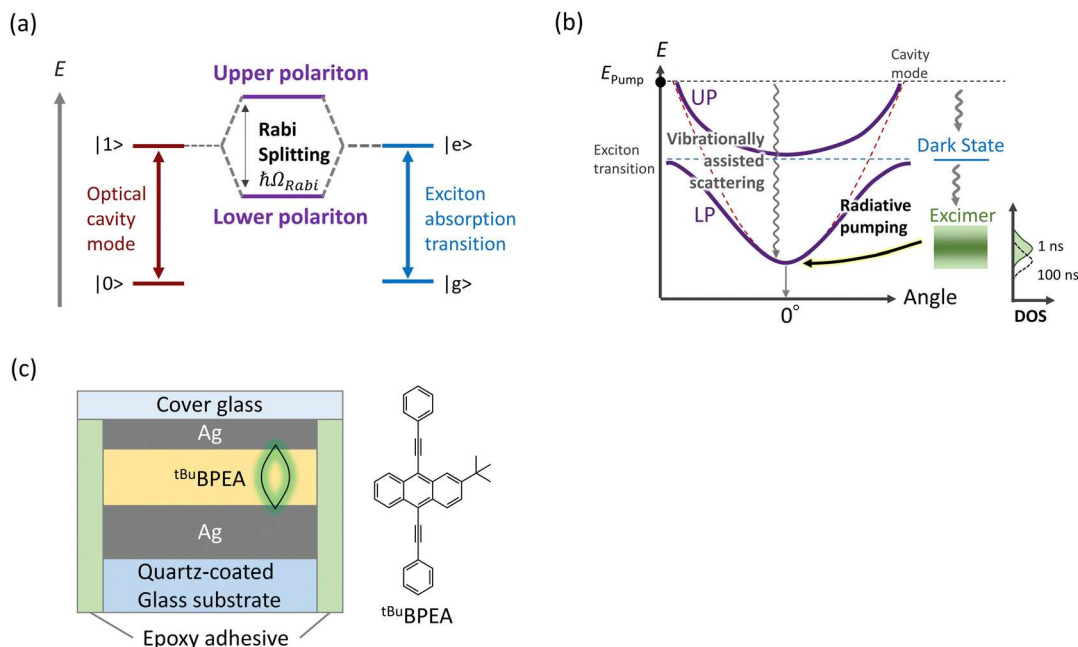 (a)
E
Upper polariton
|1>
Rabi
Splitting
ℏΩRabi
|e>
Optical
cavity
mode
Lower polariton
Exciton
absorption
transition
|0>
|g>
(b)
E
EPump
Cavity
mode
UP
Vibrationally
assisted
scattering
Exciton
transition
Dark State
LP
Radiative
pumping
Excimer
1 ns
100 ns
Angle
0°
DOS
(c)
Cover glass
Ag
tBuBPEA
Ag
Quartz-coated
Glass substrate
Epoxy adhesive
tBuBPEA